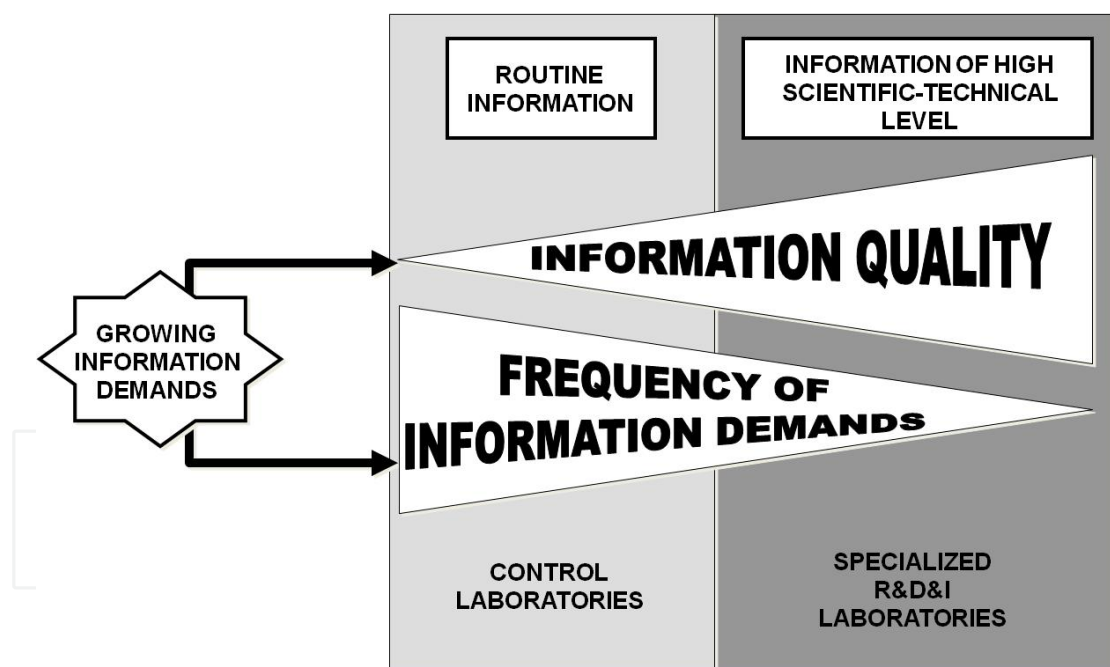 ROUTINE
INFORMATION
INFORMATION OF HIGH
SCIENTIFIC-TECHNICAL
LEVEL
INFORMATION QUALITY
GROWING
INFORMATION
DEMANDS
FREQUENCY OF
INFORMATION DEMANDS
CONTROL
LABORATORIES
SPECIALIZED
R&D&I
LABORATORIES